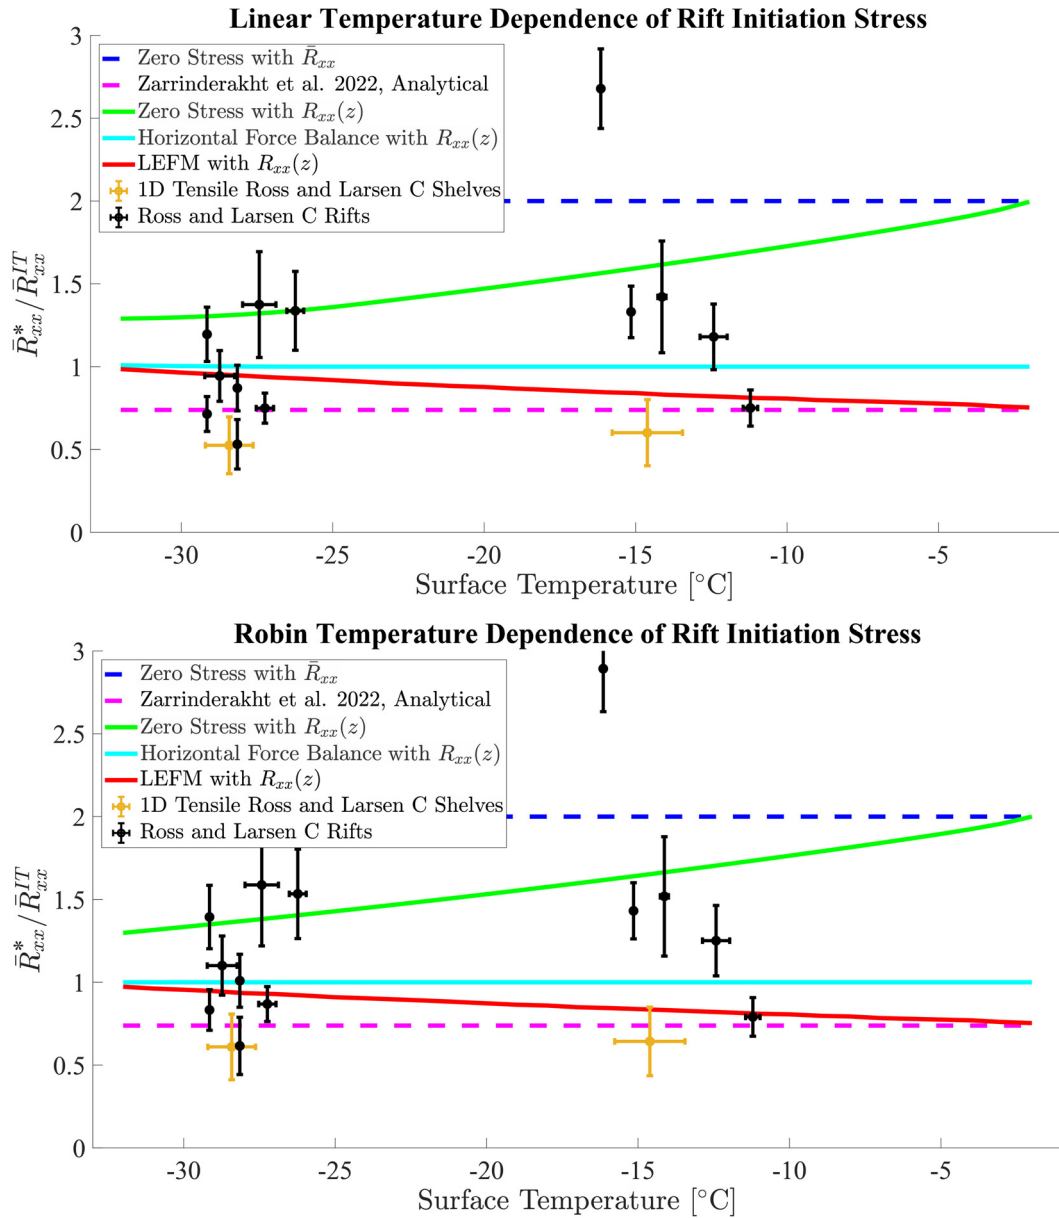 Linear Temperature Dependence of Rift Initiation Stress
3
2.5
2
1.5
1
0.5
0
Zero Stress with R̄xx
Zarrinderakht et al. 2022, Analytical
Zero Stress with Rxx(z)
Horizontal Force Balance with Rxx(z)
LEFM with Rxx(z)
1D Tensile Ross and Larsen C Shelves
Ross and Larsen C Rifts
R̄*xx/R̄ITxx
-30 -25 -20 -15 -10 -5
Surface Temperature [°C]
Robin Temperature Dependence of Rift Initiation Stress
3
2.5
2
1.5
1
0.5
0
Zero Stress with R̄xx
Zarrinderakht et al. 2022, Analytical
Zero Stress with Rxx(z)
Horizontal Force Balance with Rxx(z)
LEFM with Rxx(z)
1D Tensile Ross and Larsen C Shelves
Ross and Larsen C Rifts
R̄*xx/R̄ITxx
-30 -25 -20 -15 -10 -5
Surface Temperature [°C]